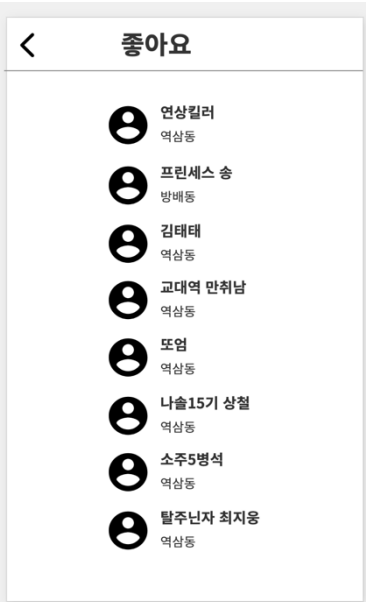 좋아요
연상킬러
역삼동
프린세스 송
방배동
김태태
역삼동
교대역 만취남
역삼동
또엄
역삼동
나솔15기 상철
역삼동
소주5병석
역삼동
탈주닌자 최지웅
역삼동